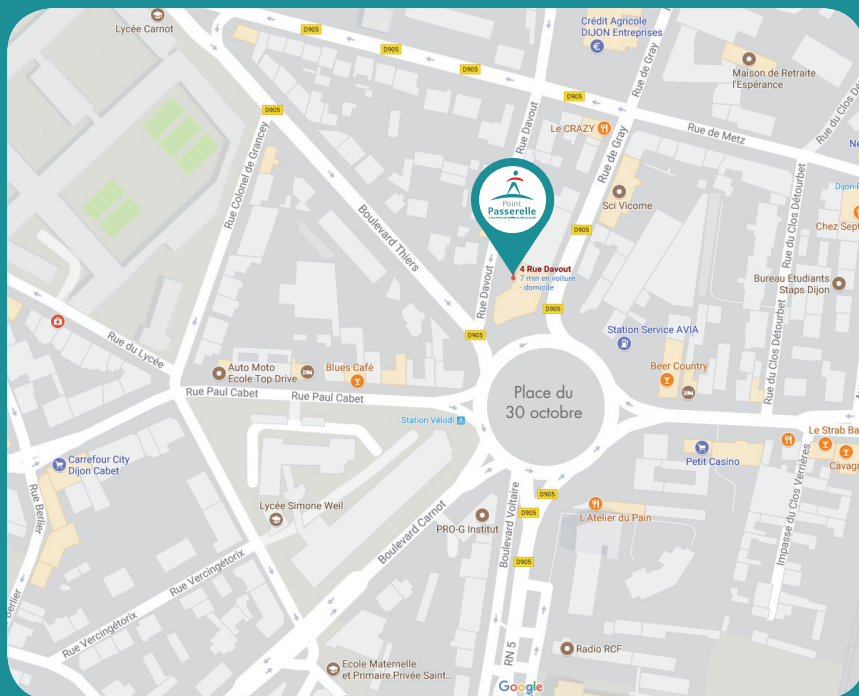 Lycée Carnot
D905
D905
D905
D905
D905
Crédit Agricole
DIJON Entreprises
Rue de Gray
Maison de Retraite
l'Espérance
Rue Davout
Le CRAZY
Rue de Gray
Rue de Metz
Rue du Clos Dé
Rue Colonel de Grancey
Point
Passerelle
Sci Vicome
Dijon-
Chez Sept
Boulevard Thiers
D905
Rue du Clos Détourbet
4 Rue Davout
7 min en voiture
- domicile
Rue Davout
Bureau Etudiants
Staps Dijon
D905
D905
Station Service AVIA
Rue du Lycée
Auto Moto
Ecole Top Drive
Blues Café
Beer Country
Rue du Clos Détourbet
Rue Paul Cabet
Rue Paul Cabet
Place du
30 octobre
Station Vélodi
Le Strab Ba
Cavag
Carrefour City
Dijon Cabet
Petit Casino
Rue Berlier
Lycée Simone Weil
Boulevard Carnot
PRO-G Institut
Boulevard Voltaire
D905
D905
D905
L'Atelier du Pain
Impasse du Clos Verrières
Rue Vercingétorix
Berlier
Rue Vercingétorix
RN 5
Radio RCF
Ecole Maternelle
et Primaire Privée Saint...
Google